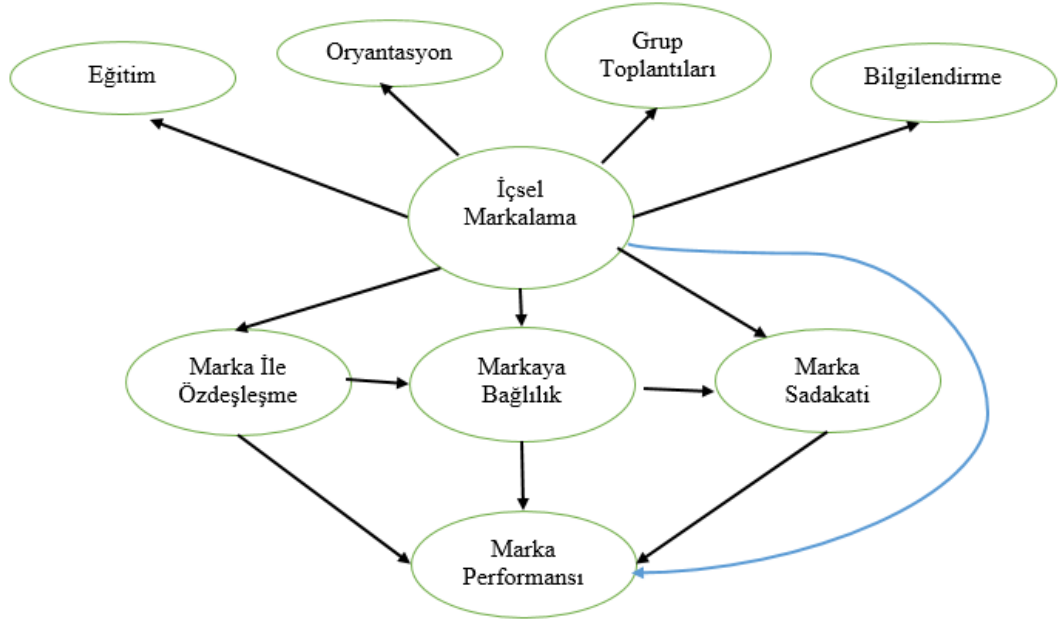 Eğitim
Oryantasyon
Grup
Toplantıları
Bilgilendirme
İçsel
Markalama
Marka İle
Özdeşleşme
Markaya
Bağlılık
Marka
Sadakati
Marka
Performansı